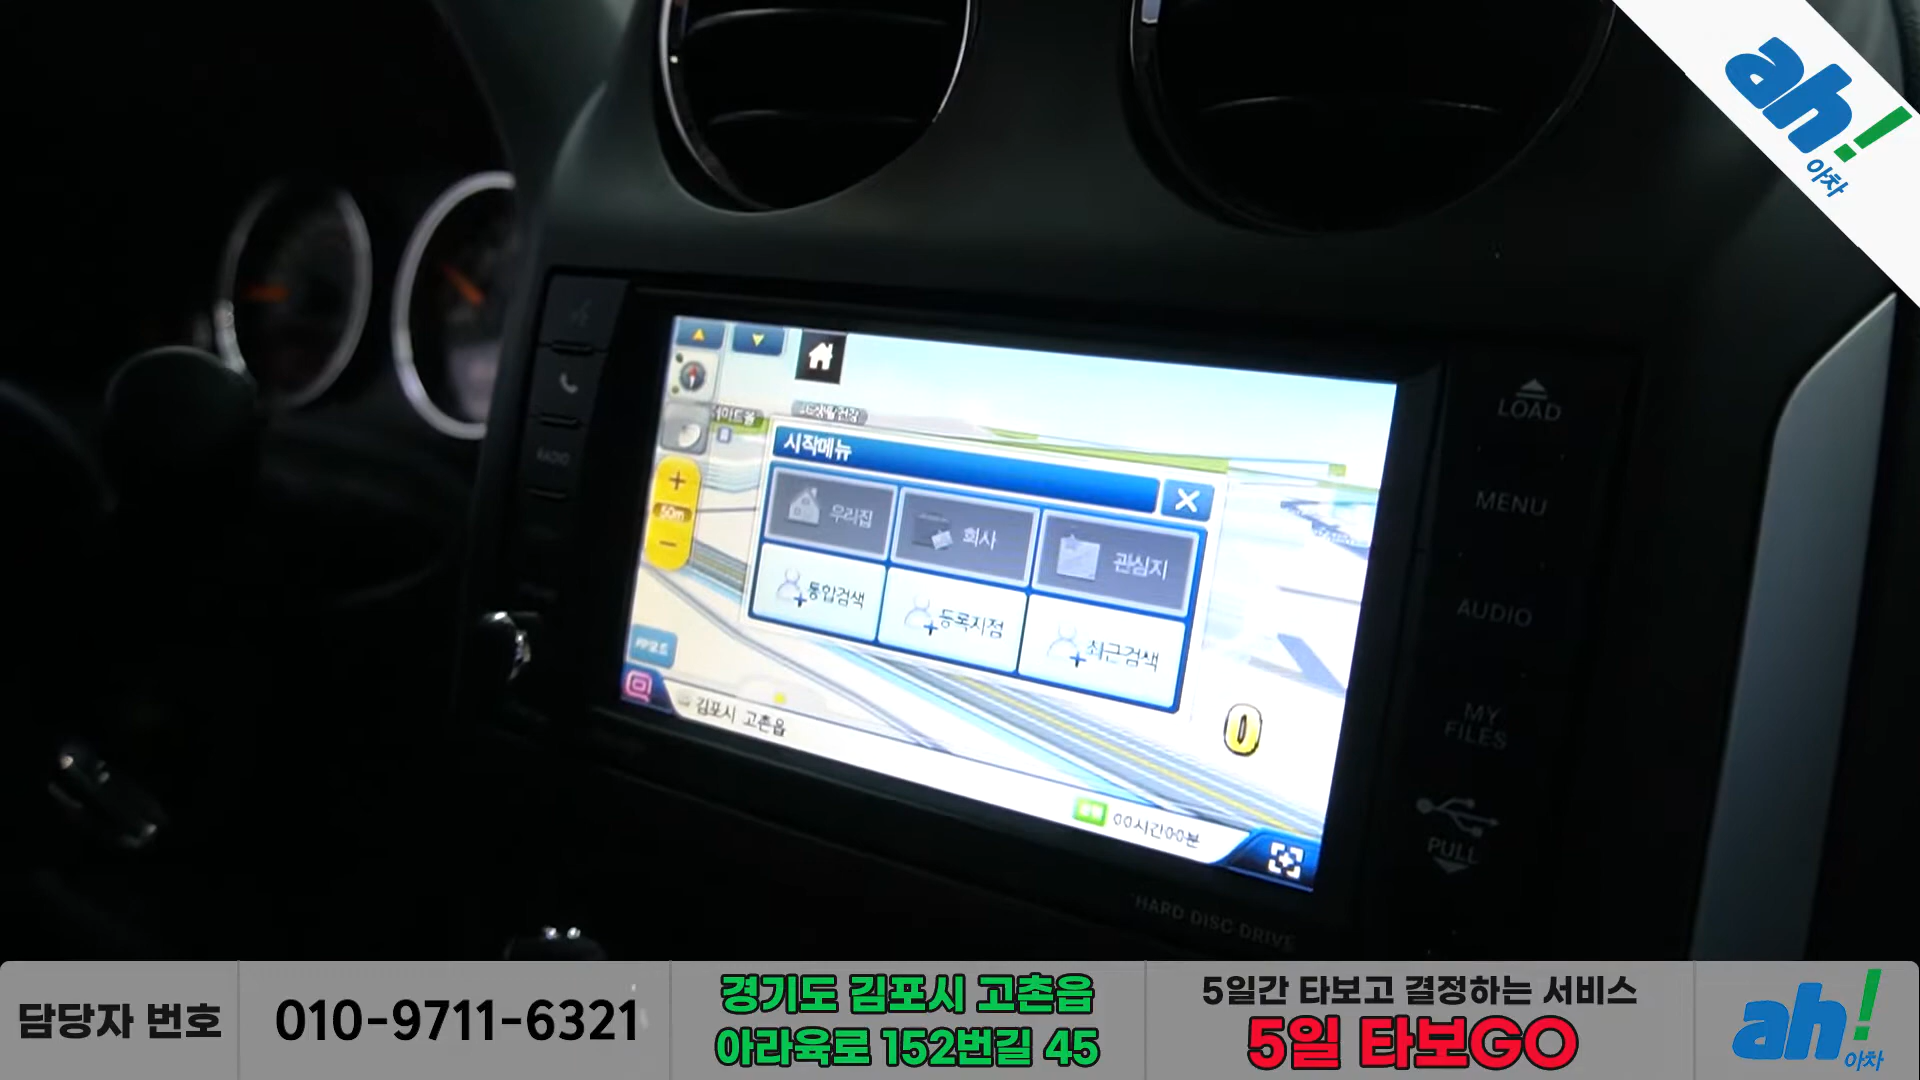 ah!
아차
LOAD
MENU
AUDIO
MY
FILES
PULL
HARD DISC DRIVE
RADIO
시작메뉴
우리집
회사
관심지
통합검색
등록지점
최근검색
50m
김포시 고촌읍
0
00시간00분
담당자 번호
010-9711-6321
경기도 김포시 고촌읍
아라육로 152번길 45
5일간 타보고 결정하는 서비스
5일 타보GO
ah!
아차